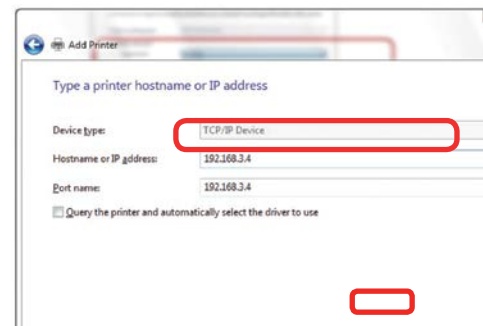 Add Printer
Type a printer hostname or IP address
Device type: TCP/IP Device
Hostname or IP address: 192.168.3.4
Port name: 192.168.3.4
Query the printer and automatically select the driver to use